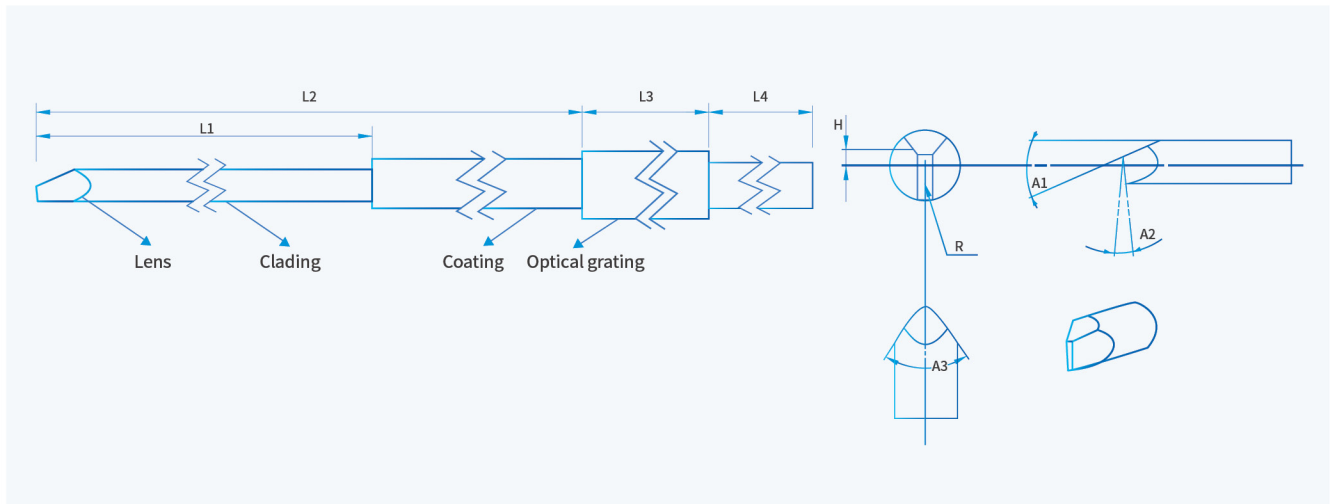 L2
L3
L4
L1
H
A1
A2
R
A3
Lens
Clading
Coating
Optical grating